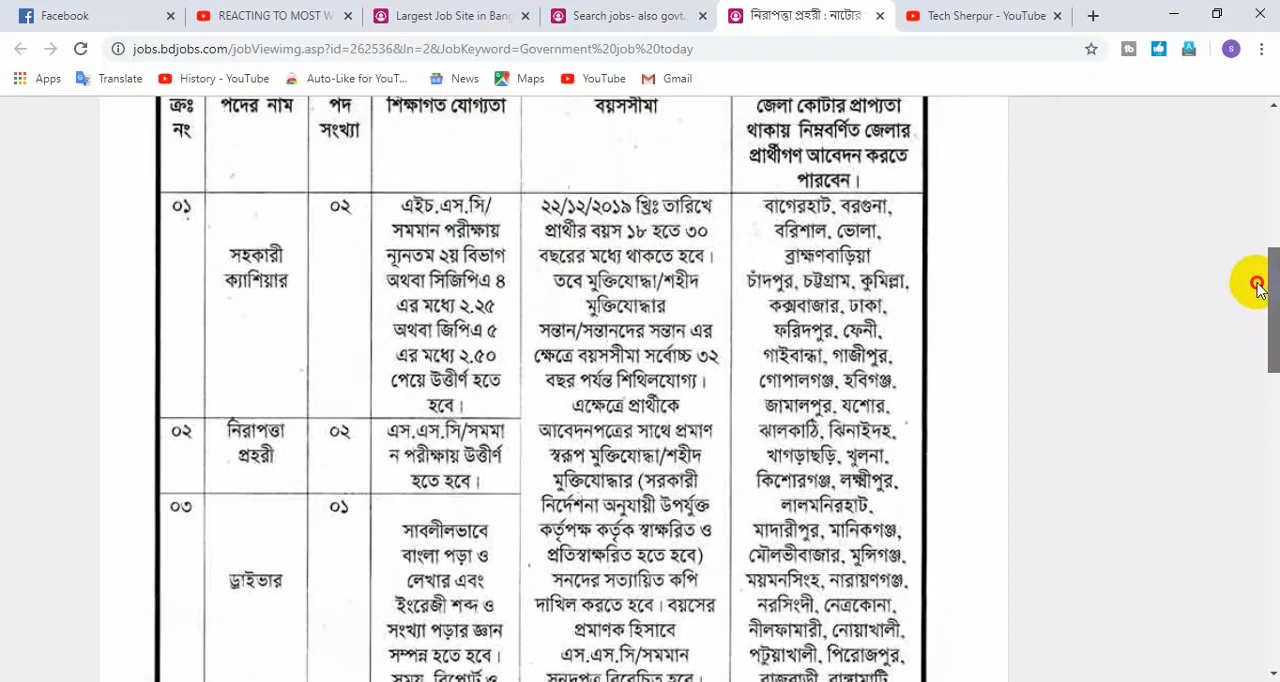 Facebook
REACTING TO MOST W
Largest Job Site in Bang
Search jobs- also govt.
নিরাপত্তা প্রহরী : নাটোর
Tech Sherpur - YouTube
jobs.bdjobs.com/jobViewimg.asp?id=262536&ln=2&JobKeyword=Government%20job%20today
Apps
Translate
History - YouTube
Auto-Like for YouT...
News
Maps
YouTube
Gmail
ক্রঃ
নং
পদের নাম
পদ
সংখ্যা
শিক্ষাগত যোগ্যতা
বয়সসীমা
জেলা কোটার প্রাপ্যতা
থাকায় নিম্নবর্ণিত জেলার
প্রার্থীগণ আবেদন করতে
পারবেন।
০১
সহকারী
ক্যাশিয়ার
০২
এইচ.এস.সি/
সমমান পরীক্ষায়
ন্যূনতম ২য় বিভাগ
অথবা সিজিপিএ ৪
এর মধ্যে ২.২৫
অথবা জিপিএ ৫
এর মধ্যে ২.৫০
পেয়ে উত্তীর্ণ হতে
হবে।
০২
নিরাপত্তা
প্রহরী
০২
এস.এস.সি/সমমা
ন পরীক্ষায় উত্তীর্ণ
হতে হবে।
০৩
ড্রাইভার
০১
সাবলীলভাবে
বাংলা পড়া ও
লেখার এবং
ইংরেজী শব্দ ও
সংখ্যা পড়ার জ্ঞান
সম্পন্ন হতে হবে।
সময়, রিপোর্ট ও
২২/১২/২০১৯ খ্রিঃ তারিখে
প্রার্থীর বয়স ১৮ হতে ৩০
বছরের মধ্যে থাকতে হবে।
তবে মুক্তিযোদ্ধা/শহীদ
মুক্তিযোদ্ধার
সন্তান/সন্তানদের সন্তান এর
ক্ষেত্রে বয়সসীমা সর্বোচ্চ ৩২
বছর পর্যন্ত শিথিলযোগ্য।
এক্ষেত্রে প্রার্থীকে
আবেদনপত্রের সাথে প্রমাণ
স্বরূপ মুক্তিযোদ্ধা/শহীদ
মুক্তিযোদ্ধার (সরকারী
নির্দেশনা অনুযায়ী উপর্যুক্ত
কর্তৃপক্ষ কর্তৃক স্বাক্ষরিত ও
প্রতিস্বাক্ষরিত হতে হবে)
সনদের সত্যায়িত কপি
দাখিল করতে হবে। বয়সের
প্রমাণক হিসাবে
এস.এস.সি/সমমান
সনদপত্র বিবেচিত হবে।
বাগেরহাট, বরগুনা,
বরিশাল, ভোলা,
ব্রাহ্মণবাড়িয়া
চাঁদপুর, চট্টগ্রাম, কুমিল্লা,
কক্সবাজার, ঢাকা,
ফরিদপুর, ফেনী,
গাইবান্ধা, গাজীপুর,
গোপালগঞ্জ, হবিগঞ্জ,
জামালপুর, যশোর,
ঝালকাঠি, ঝিনাইদহ,
খাগড়াছড়ি, খুলনা,
কিশোরগঞ্জ, লক্ষ্মীপুর,
লালমনিরহাট,
মাদারীপুর, মানিকগঞ্জ,
মৌলভীবাজার, মুন্সিগঞ্জ,
ময়মনসিংহ, নারায়ণগঞ্জ,
নরসিংদী, নেত্রকোনা,
নীলফামারী, নোয়াখালী,
পটুয়াখালী, পিরোজপুর,
রাজবাড়ী, রাঙ্গামাটি